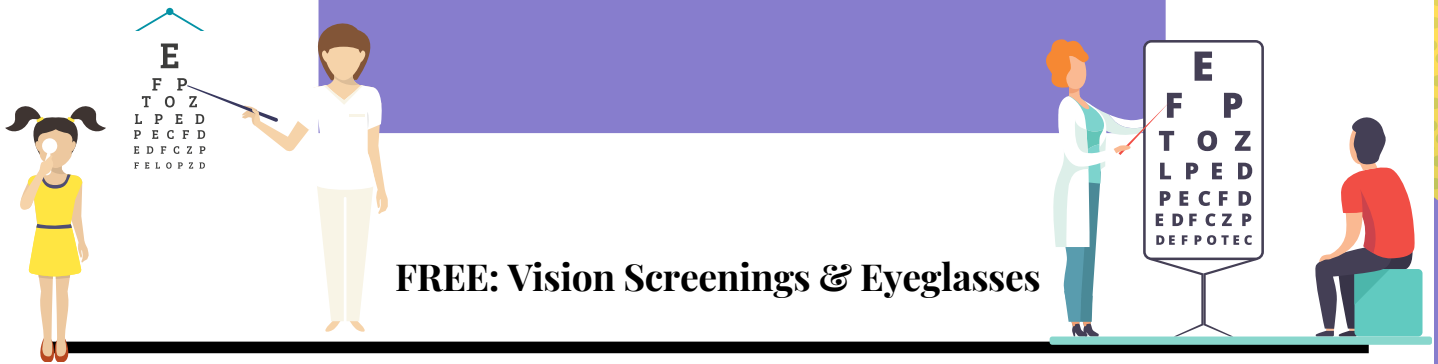 E
F P
T O Z
L P E D
P E C F D
E D F C Z P
F E L O P Z D
FREE: Vision Screenings & Eyeglasses
E
F P
T O Z
L P E D
P E C F D
E D F C Z P
D E F P O T E C